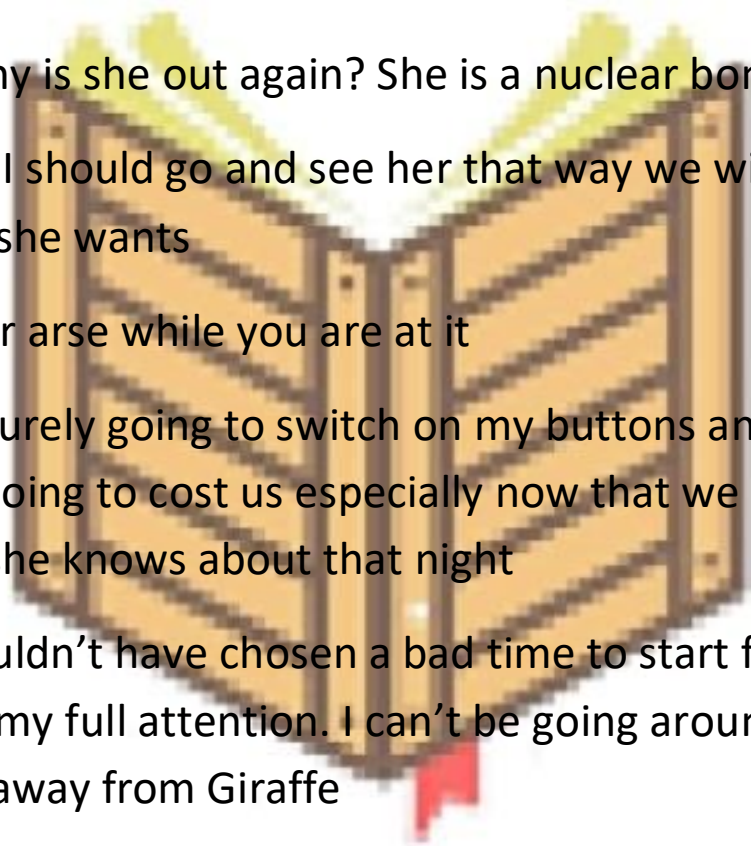 ny is she out again? She is a nuclear bor
I should go and see her that way we wi
she wants
r arse while you are at it
urely going to switch on my buttons an
oing to cost us especially now that we
he knows about that night
uldn’t have chosen a bad time to start f
my full attention. I can’t be going aroun
away from Giraffe